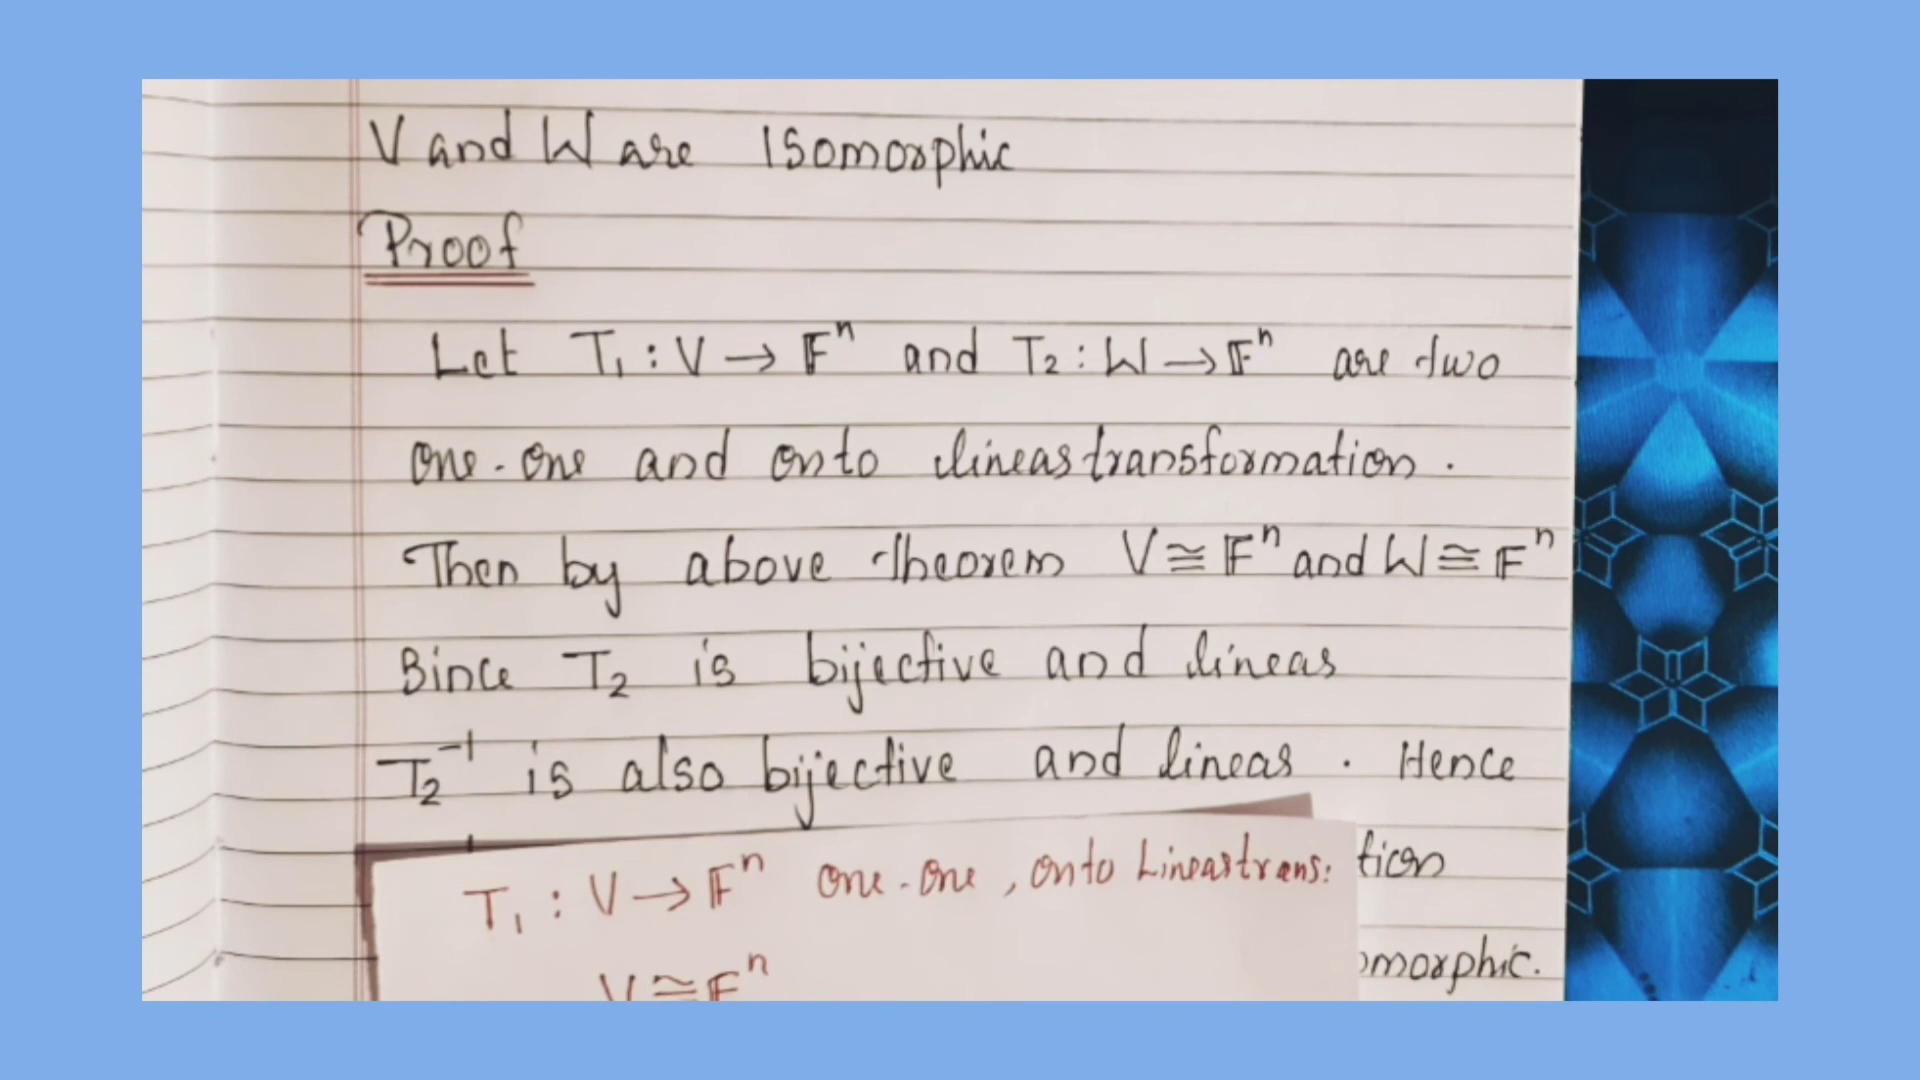 V and W are Isomorphic
Proof
Let T₁ : V → 𝔽ⁿ and T₂ : W → 𝔽ⁿ are two
one-one and onto linear transformation.
Then by above theorem V ≅ 𝔽ⁿ and W ≅ 𝔽ⁿ
Since T₂ is bijective and linear
T₂⁻¹ is also bijective and linear. Hence
T₁ : V → 𝔽ⁿ one-one, onto Linear trans:
V ≅ 𝔽ⁿ